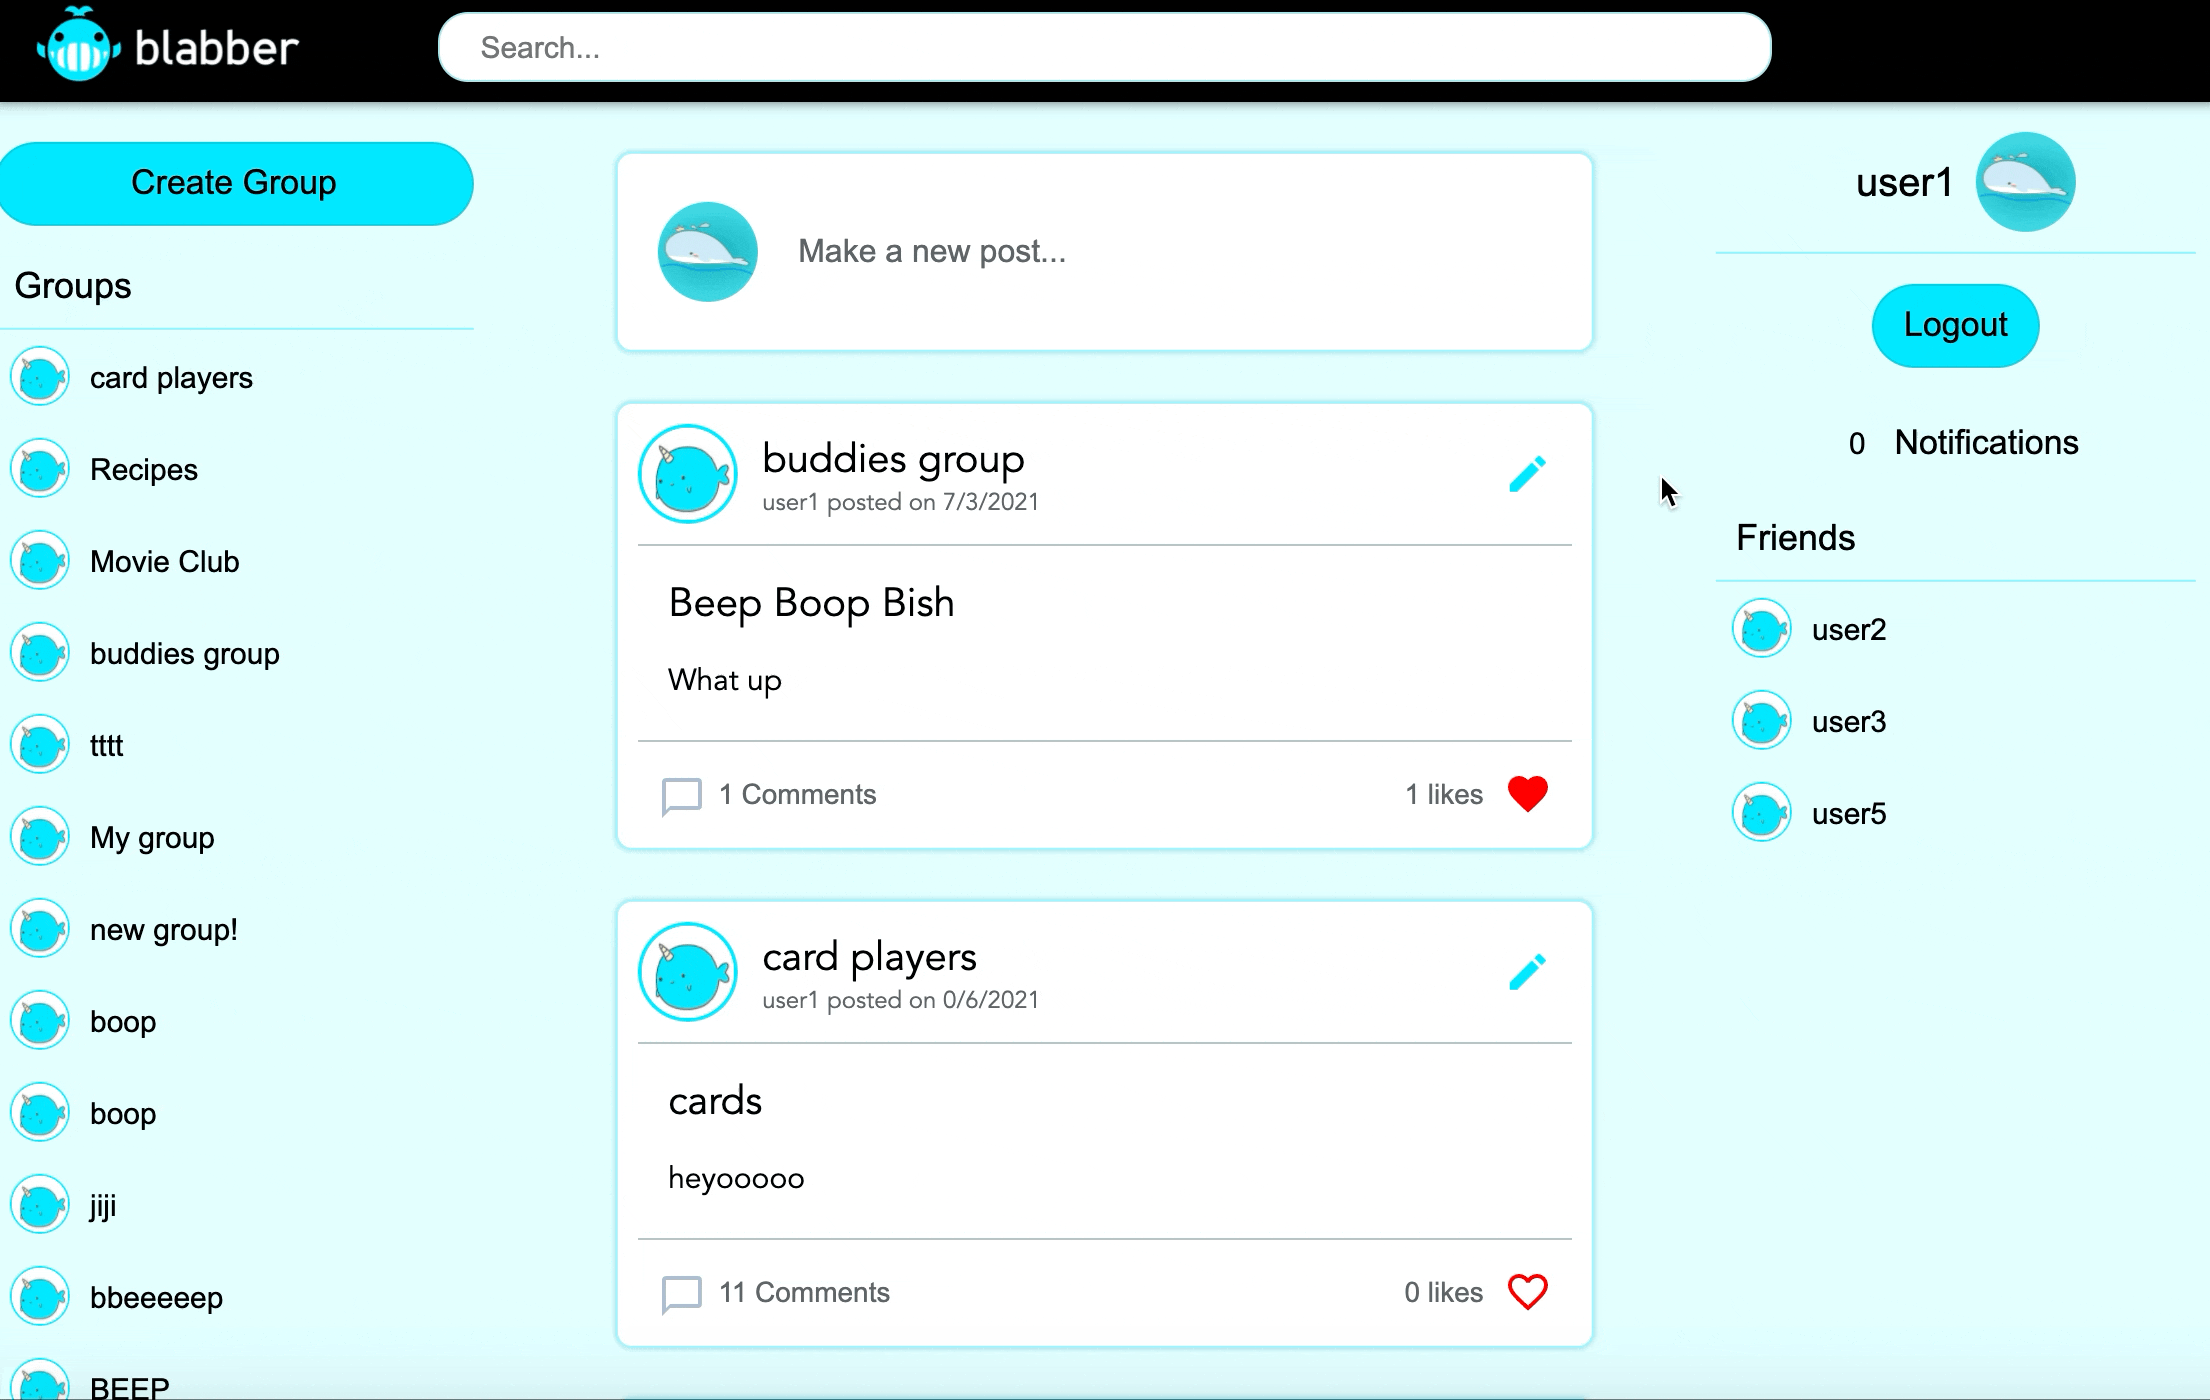 blabber
Search...
Create Group
Groups
card players
Recipes
Movie Club
buddies group
tttt
My group
new group!
boop
boop
jiji
bbeeeeep
BEEP
Make a new post...
buddies group
user1 posted on 7/3/2021
Beep Boop Bish
What up
1 Comments
1 likes
card players
user1 posted on 0/6/2021
cards
heyooooo
11 Comments
0 likes
user1
Logout
0 Notifications
Friends
user2
user3
user5